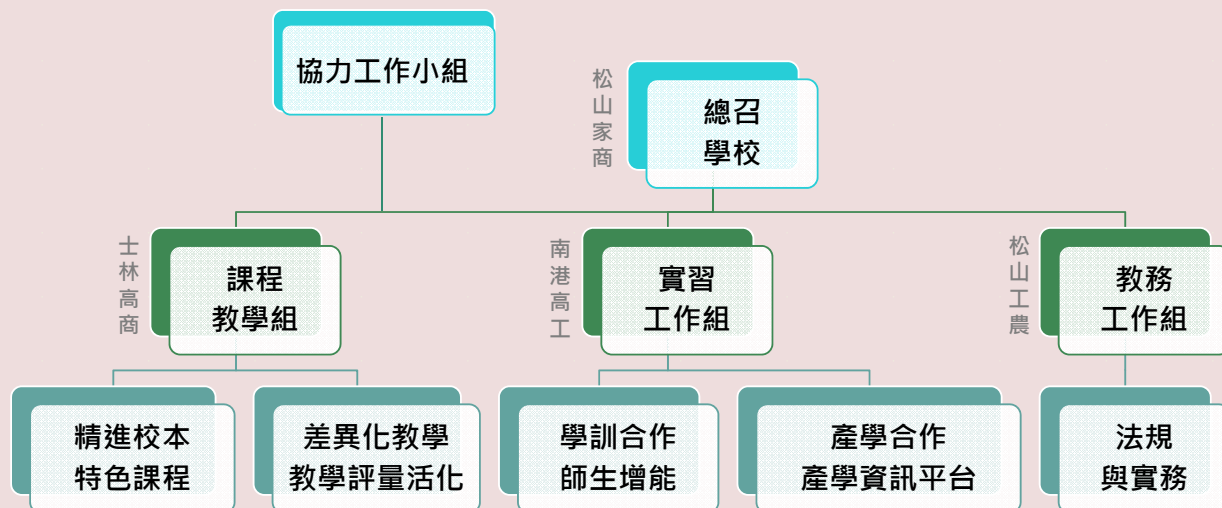 協力工作小組
松山家商
總召
學校
士林高商
課程
教學組
南港高工
實習
工作組
松山工農
教務
工作組
精進校本
特色課程
差異化教學
教學評量活化
學訓合作
師生增能
產學合作
產學資訊平台
法規
與實務